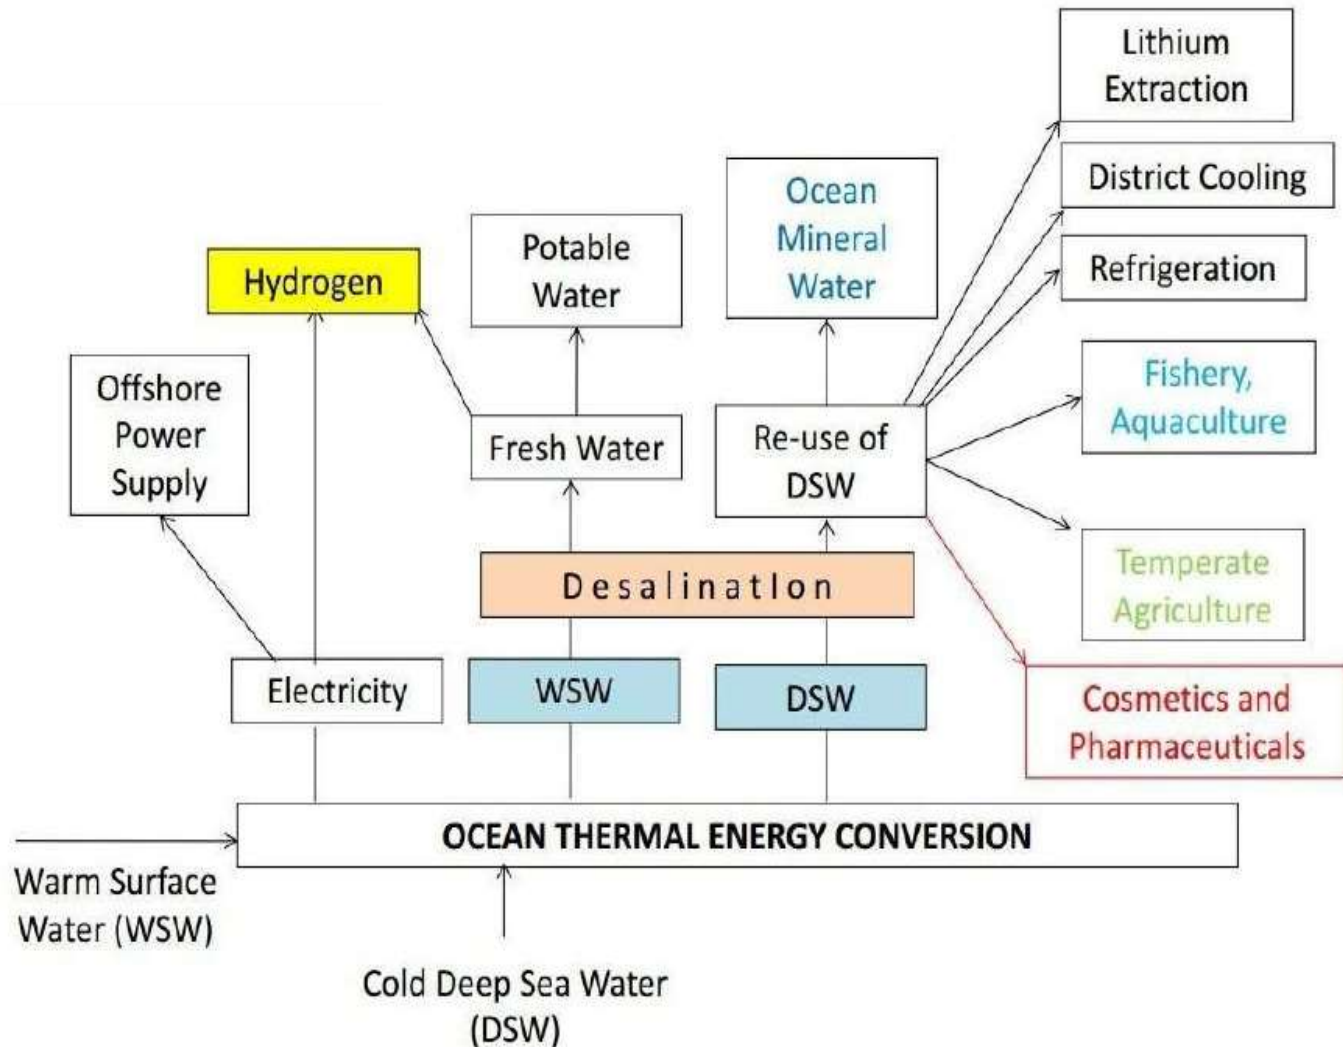 Lithium
Extraction
District Cooling
Ocean
Mineral
Water
Potable
Water
Refrigeration
Hydrogen
Offshore
Power
Supply
Fishery,
Aquaculture
Fresh Water
Re-use of
DSW
Temperate
Agriculture
DesalinatIon
Electricity
WSW
DSW
Cosmetics and
Pharmaceuticals
OCEAN THERMAL ENERGY CONVERSION
Warm Surface
Water (WSW)
Cold Deep Sea Water
(DSW)